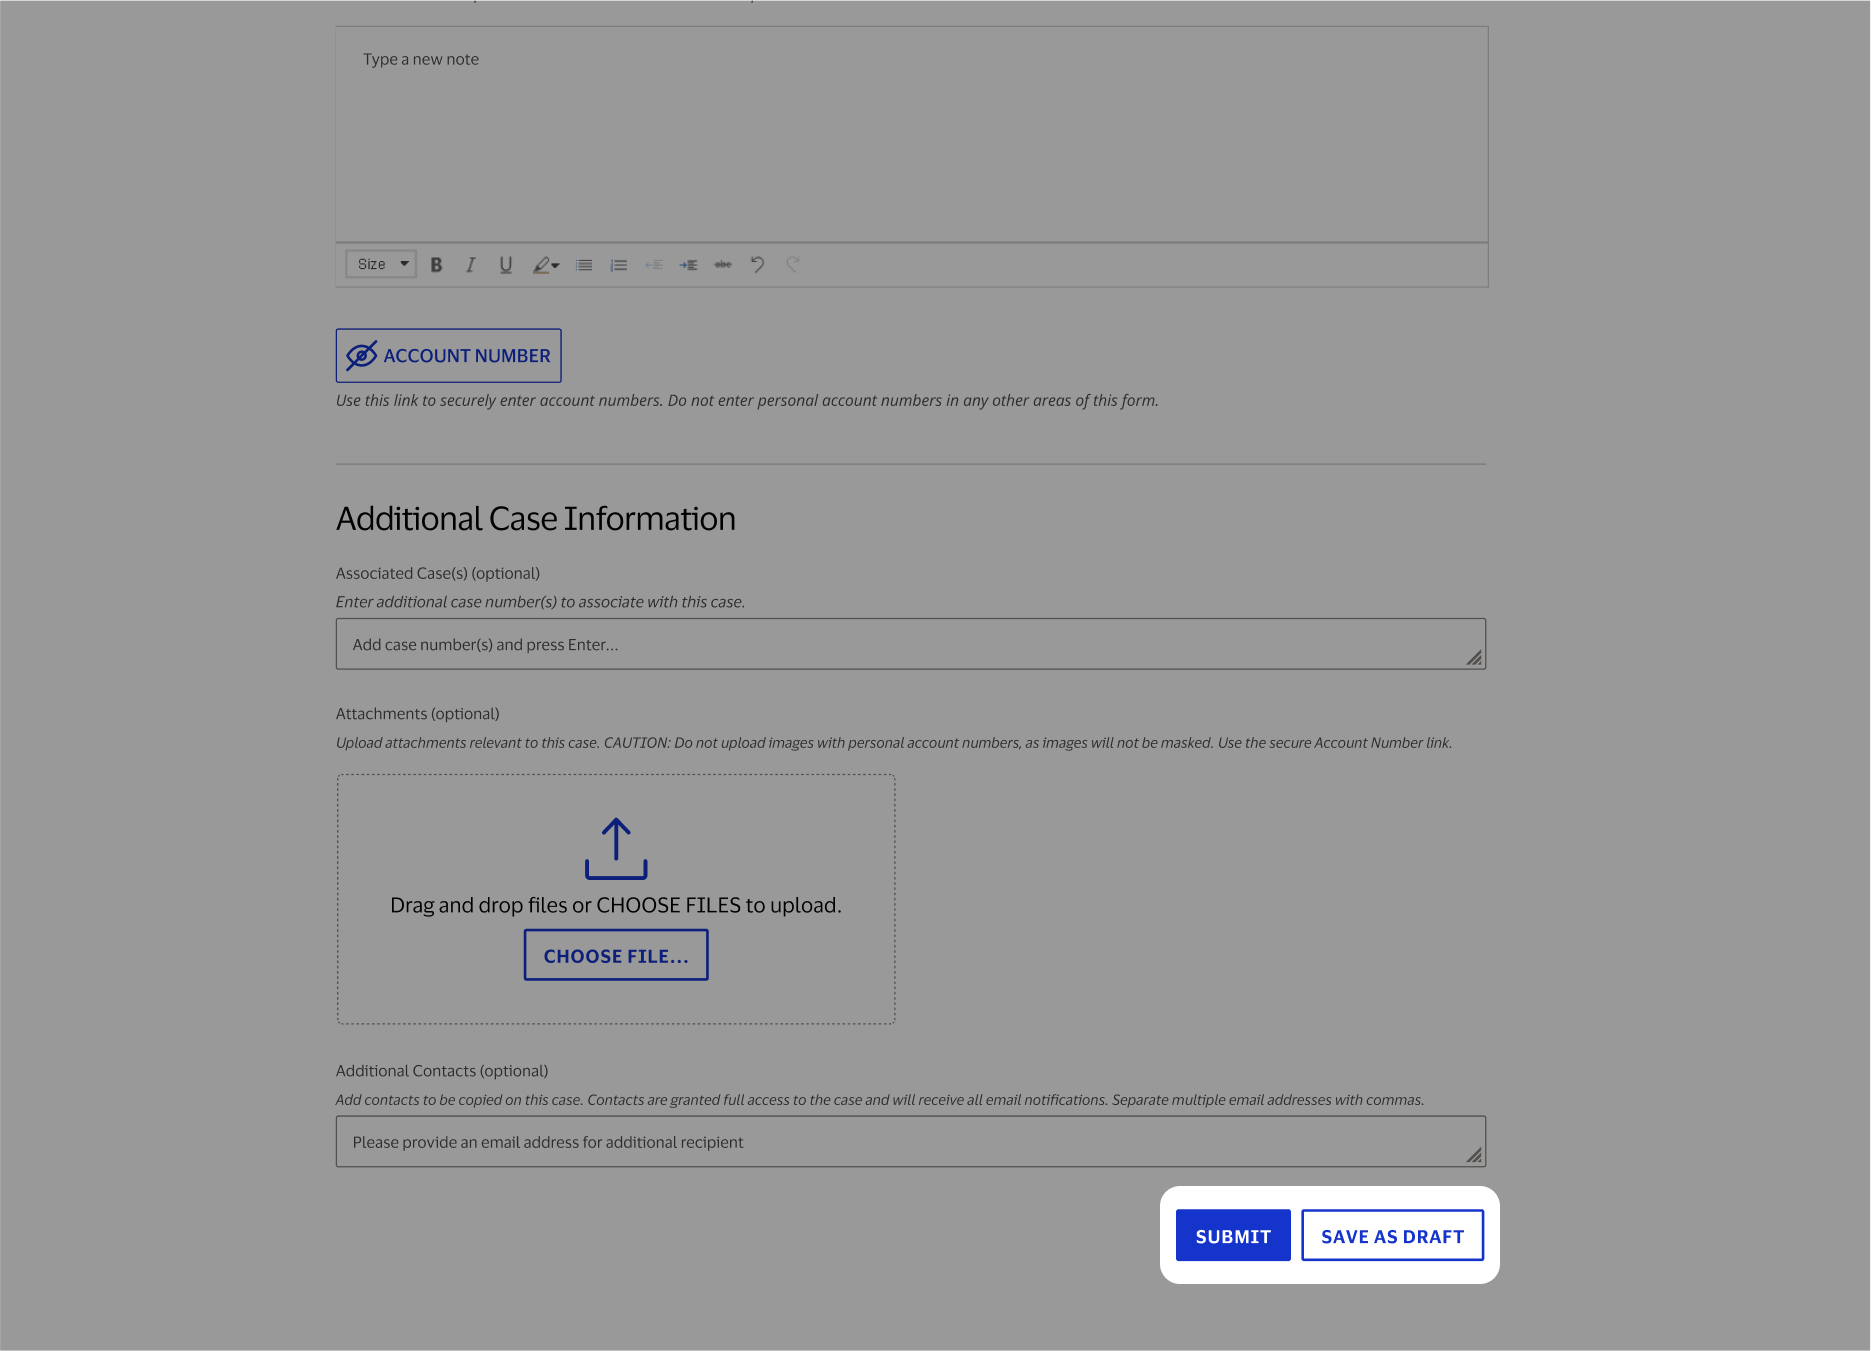 Type a new note
Size B I U abc
ACCOUNT NUMBER
Use this link to securely enter account numbers. Do not enter personal account numbers in any other areas of this form.
Additional Case Information
Associated Case(s) (optional)
Enter additional case number(s) to associate with this case.
Add case number(s) and press Enter...
Attachments (optional)
Upload attachments relevant to this case. CAUTION: Do not upload images with personal account numbers, as images will not be masked. Use the secure Account Number link.
Drag and drop files or CHOOSE FILES to upload.
CHOOSE FILE...
Additional Contacts (optional)
Add contacts to be copied on this case. Contacts are granted full access to the case and will receive all email notifications. Separate multiple email addresses with commas.
Please provide an email address for additional recipient
SUBMIT SAVE AS DRAFT